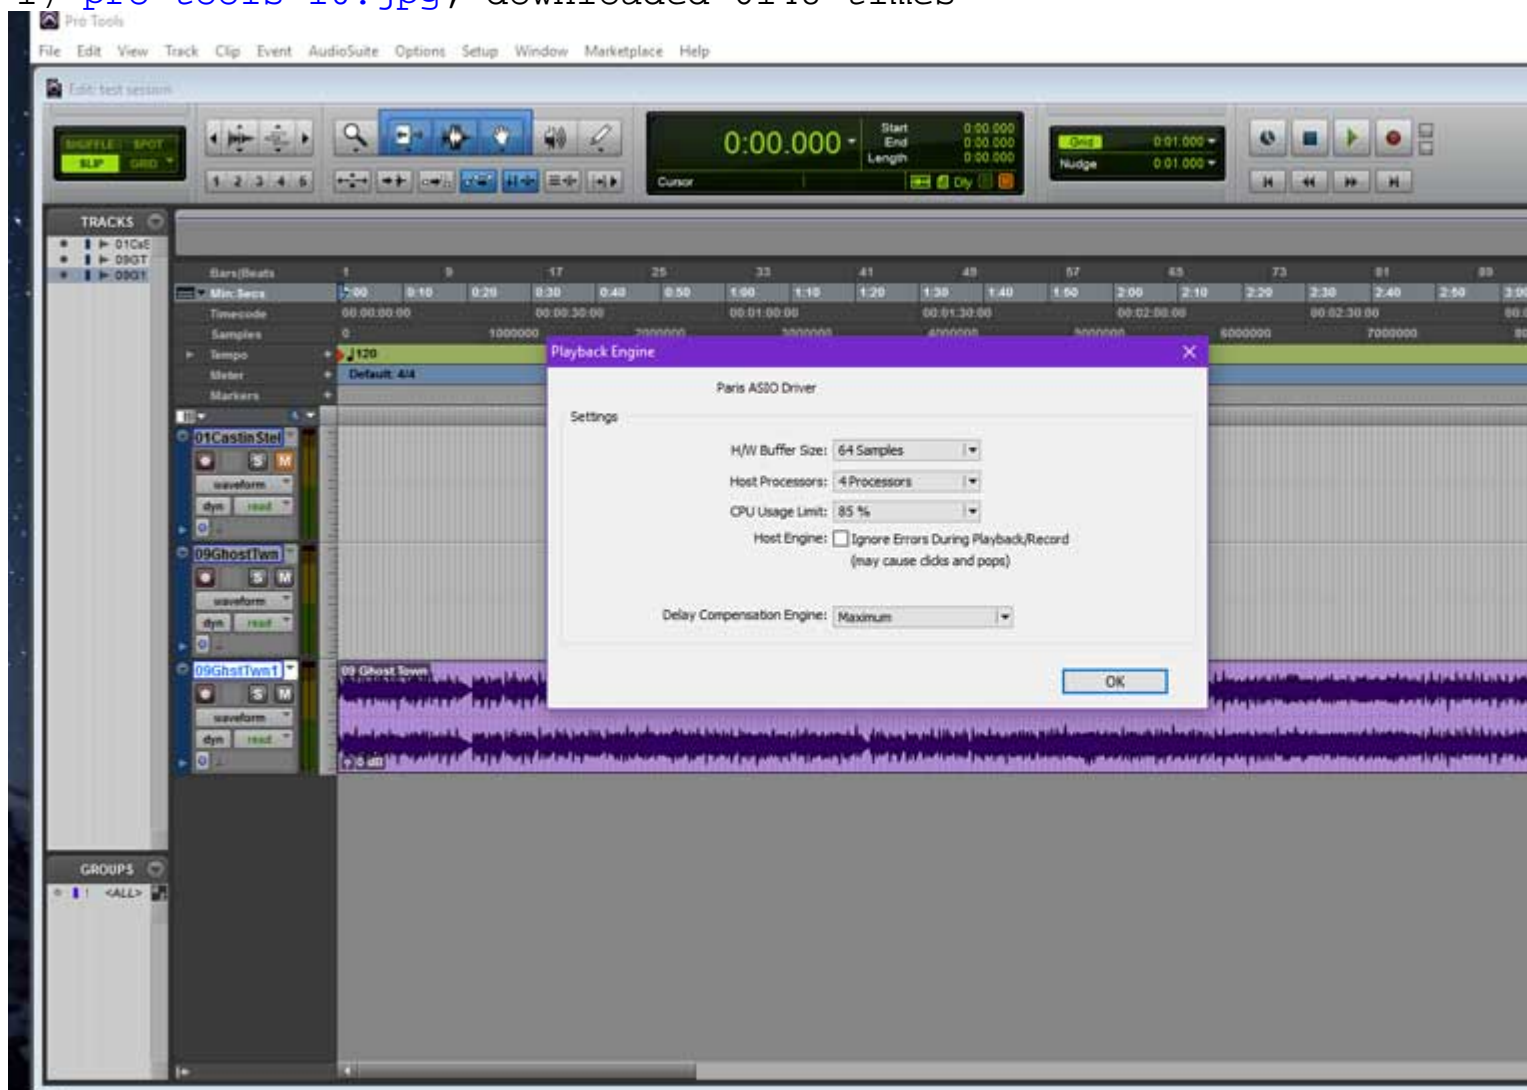 Pro Tools
File Edit View Track Clip Event AudioSuite Options Setup Window Marketplace Help
Edit: test session
SHUFFLE SPOT
SLIP GRID
1 2 3 4 5
0:00.000
Start 0:00.000
End 0:00.000
Length 0:00.000
Cursor
Dly
Grid 0:01.000
Nudge 0:01.000
TRACKS
01CsS
09GT
09G1
Bars|Beats 1 9 17 25 33 41 49 57 65 73 81 89
Min:Secs 0:10 0:20 0:30 0:40 0:50 1:00 1:10 1:20 1:30 1:40 1:50 2:00 2:10 2:20 2:30 2:40 2:50
Timecode 00:00:00:00 00:00:30:00 00:01:00:00 00:01:30:00 00:02:00:00 00:02:30:00
Samples 0 1000000 2000000 3000000 4000000 5000000 6000000 7000000
Tempo 120
Meter Default: 4/4
Markers
Playback Engine
Paris ASIO Driver
Settings
H/W Buffer Size: 64 Samples
Host Processors: 4 Processors
CPU Usage Limit: 85 %
Host Engine: Ignore Errors During Playback/Record
(may cause clicks and pops)
Delay Compensation Engine: Maximum
OK
01CastinStel
S M
waveform
dyn read
09GhostTwn
S M
waveform
dyn read
09GhstTwn1
S M
waveform
dyn read
09 Ghost Town
0 dB
GROUPS
! <ALL>